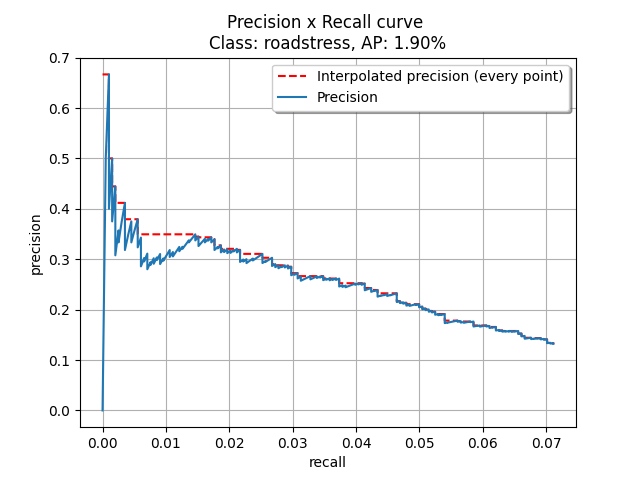 Precision x Recall curve
Class: roadstress, AP: 1.90%
Interpolated precision (every point)
Precision
0.7
0.6
0.5
0.4
0.3
0.2
0.1
0.0
precision
0.00 0.01 0.02 0.03 0.04 0.05 0.06 0.07
recall